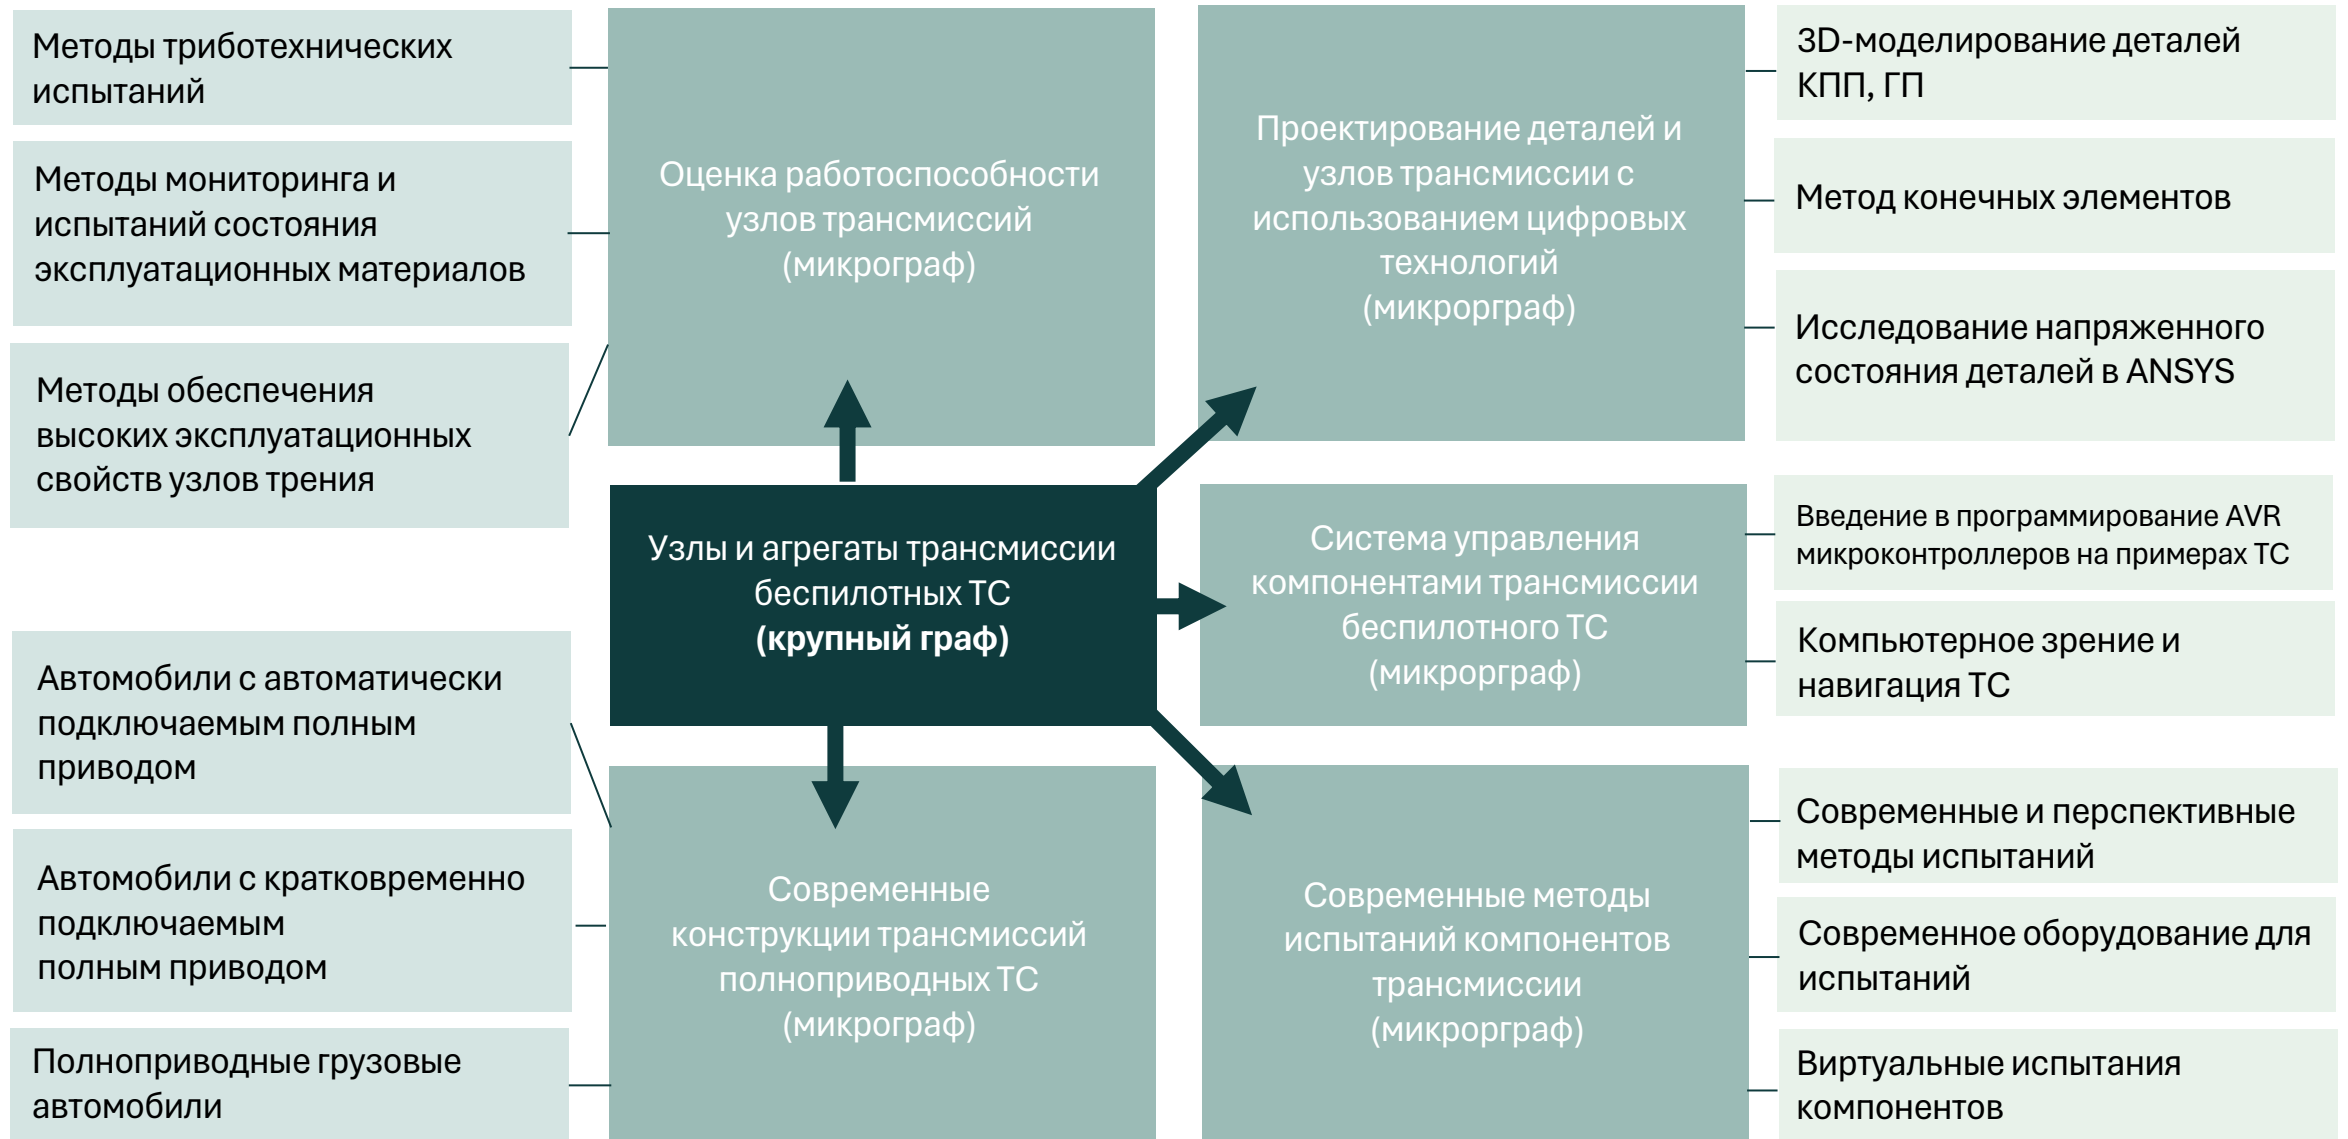 Методы триботехнических
испытаний
Методы мониторинга и
испытаний состояния
эксплуатационных материалов
Методы обеспечения
высоких эксплуатационных
свойств узлов трения
Оценка работоспособности
узлов трансмиссий
(микрограф)
Проектирование деталей и
узлов трансмиссии с
использованием цифровых
технологий
(микрорграф)
3D-моделирование деталей
КПП, ГП
Метод конечных элементов
Исследование напряженного
состояния деталей в ANSYS
Узлы и агрегаты трансмиссии
беспилотных ТС
(крупный граф)
Система управления
компонентами трансмиссии
беспилотного ТС
(микрорграф)
Введение в программирование AVR
микроконтроллеров на примерах ТС
Компьютерное зрение и
навигация ТС
Автомобили с автоматически
подключаемым полным
приводом
Автомобили с кратковременно
подключаемым
полным приводом
Полноприводные грузовые
автомобили
Современные
конструкции трансмиссий
полноприводных ТС
(микрограф)
Современные методы
испытаний компонентов
трансмиссии
(микрорграф)
Современные и перспективные
методы испытаний
Современное оборудование для
испытаний
Виртуальные испытания
компонентов